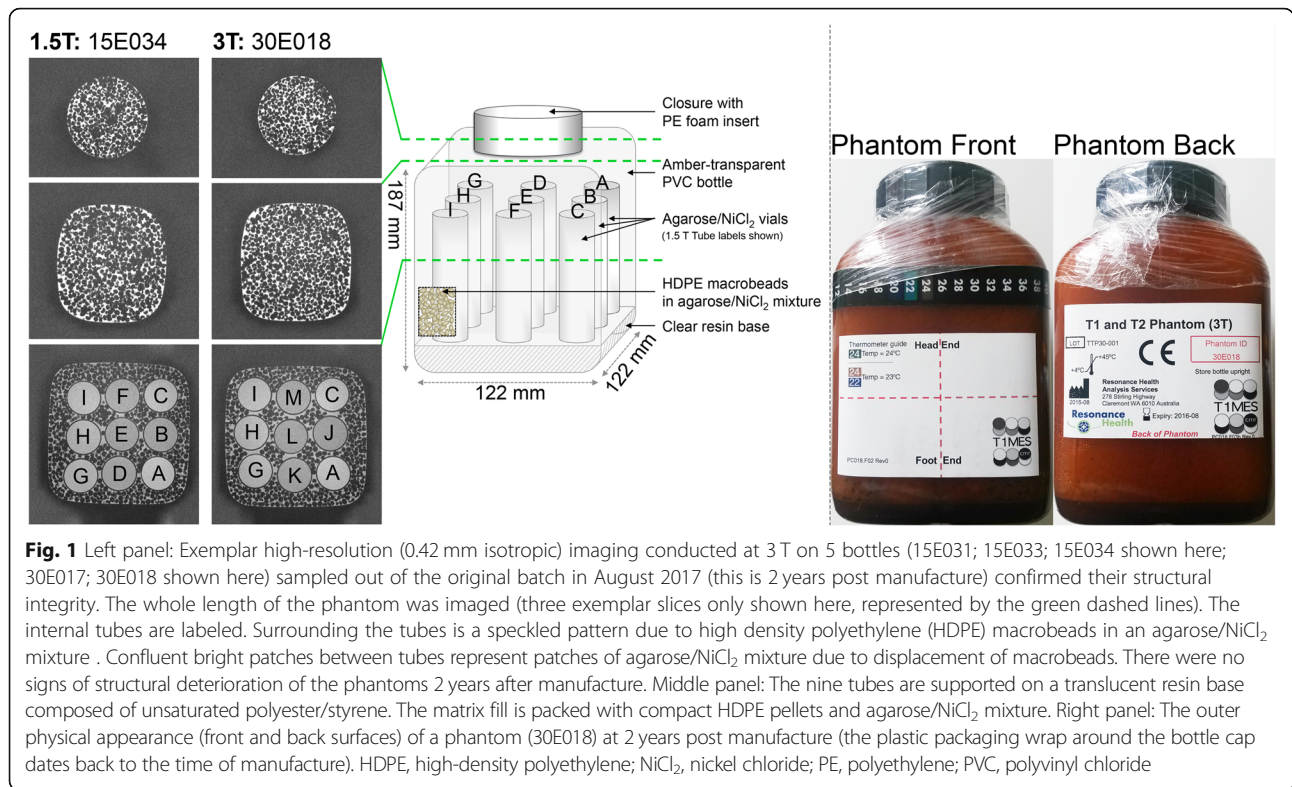 1.5T: 15E034
3T: 30E018
I F C
H E B
G D A
I M C
H L J
G K A
Closure with
PE foam insert
Amber-transparent
PVC bottle
Agarose/NiCl₂ vials
(1.5 T Tube labels shown)
HDPE macrobeads
in agarose/NiCl₂ mixture
Clear resin base
G D A
H E B
I F C
187 mm
122 mm
122 mm
Phantom Front
20 22 24 26 28 30 32 34 36 38
Thermometer guide
24 Temp = 24°C
24
22 Temp = 23°C
Head End
Foot End
T1MES
PC018.F02 Rev0
Phantom Back
T1 and T2 Phantom (3T)
LOT TTP30-001
+45°C
+4°C
CE
Phantom ID
30E018
Store bottle upright
2015-08
Resonance Health
Analysis Services
278 Stirling Highway
Claremont WA 6010 Australia
Resonance
Health
Expiry: 2016-08
Back of Phantom
T1MES
Fig. 1 Left panel: Exemplar high-resolution (0.42 mm isotropic) imaging conducted at 3 T on 5 bottles (15E031; 15E033; 15E034 shown here;
30E017; 30E018 shown here) sampled out of the original batch in August 2017 (this is 2 years post manufacture) confirmed their structural
integrity. The whole length of the phantom was imaged (three exemplar slices only shown here, represented by the green dashed lines). The
internal tubes are labeled. Surrounding the tubes is a speckled pattern due to high density polyethylene (HDPE) macrobeads in an agarose/NiCl₂
mixture . Confluent bright patches between tubes represent patches of agarose/NiCl₂ mixture due to displacement of macrobeads. There were no
signs of structural deterioration of the phantoms 2 years after manufacture. Middle panel: The nine tubes are supported on a translucent resin base
composed of unsaturated polyester/styrene. The matrix fill is packed with compact HDPE pellets and agarose/NiCl₂ mixture. Right panel: The outer
physical appearance (front and back surfaces) of a phantom (30E018) at 2 years post manufacture (the plastic packaging wrap around the bottle cap
dates back to the time of manufacture). HDPE, high-density polyethylene; NiCl₂, nickel chloride; PE, polyethylene; PVC, polyvinyl chloride